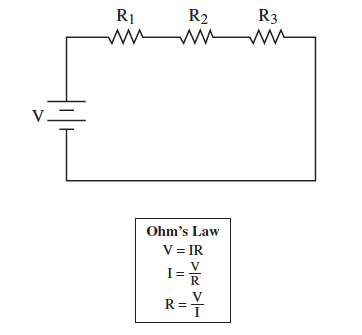 R₁ R₂ R₃
V
Ohm's Law
V = IR
I = V/R
R = V/I